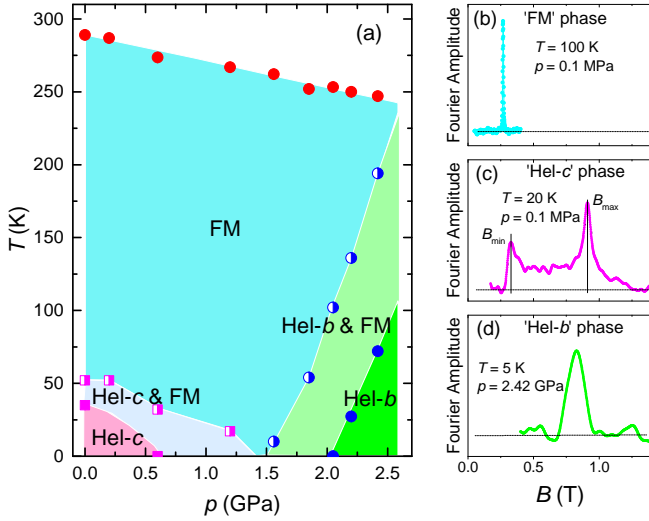 (a)
300
250
200
150
100
50
0
T (K)
0.0 0.5 1.0 1.5 2.0 2.5
p (GPa)
FM
Hel-b & FM
Hel-b
Hel-c & FM
Hel-c
(b) 'FM' phase
T = 100 K
p = 0.1 MPa
Fourier Amplitude
(c) 'Hel-c' phase
T = 20 K
p = 0.1 MPa
Bmin
Bmax
Fourier Amplitude
(d) 'Hel-b' phase
T = 5 K
p = 2.42 GPa
Fourier Amplitude
0.0 0.5 1.0
B (T)